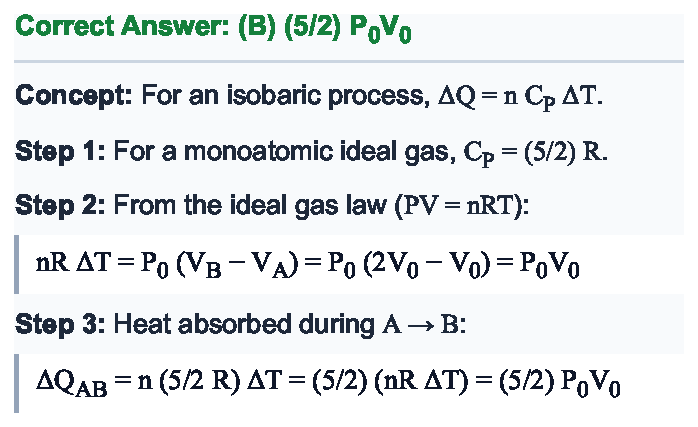 Correct Answer: (B) (5/2) P₀V₀
Concept: For an isobaric process, ΔQ = n Cₚ ΔT.
Step 1: For a monoatomic ideal gas, Cₚ = (5/2) R.
Step 2: From the ideal gas law (PV = nRT):
nR ΔT = P₀ (V_B − V_A) = P₀ (2V₀ − V₀) = P₀V₀
Step 3: Heat absorbed during A → B:
ΔQ_AB = n (5/2 R) ΔT = (5/2) (nR ΔT) = (5/2) P₀V₀